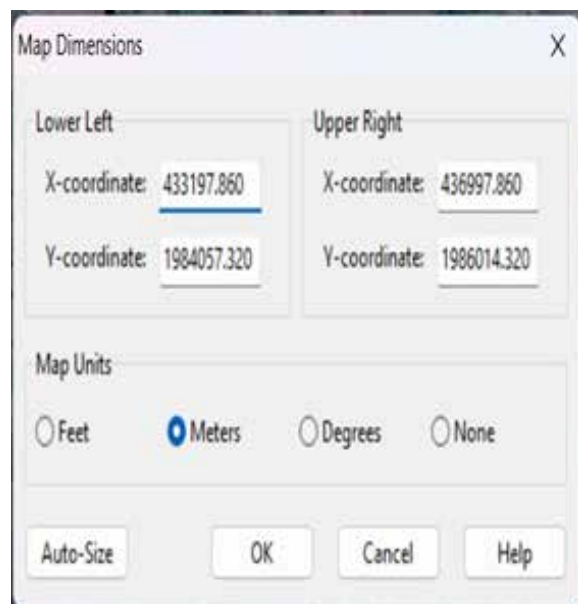 Map Dimensions X
Lower Left Upper Right
X-coordinate: 433197.860 X-coordinate: 436997.860
Y-coordinate: 1984057.320 Y-coordinate: 1986014.320
Map Units
Feet Meters Degrees None
Auto-Size OK Cancel Help